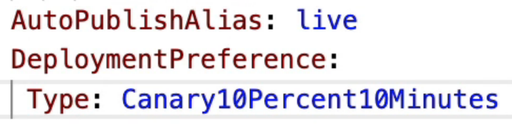 AutoPublishAlias: live
DeploymentPreference:
Type: Canary10Percent10Minutes